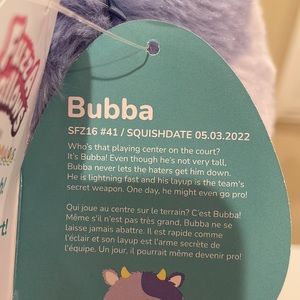 Bubba
SFZ16 #41 / SQUISHDATE 05.03.2022
Who's that playing center on the court?
It's Bubba! Even though he's not very tall,
Bubba never lets the haters get him down.
He is lightning fast and his layup is the team's
secret weapon. One day, he might even go pro!
Qui joue au centre sur le terrain? C'est Bubba!
Même s'il n'est pas très grand, Bubba ne se
laisse jamais abattre. Il est rapide comme
l'éclair et son layup est l'arme secrète de
l'équipe. Un jour, il pourrait même devenir pro!